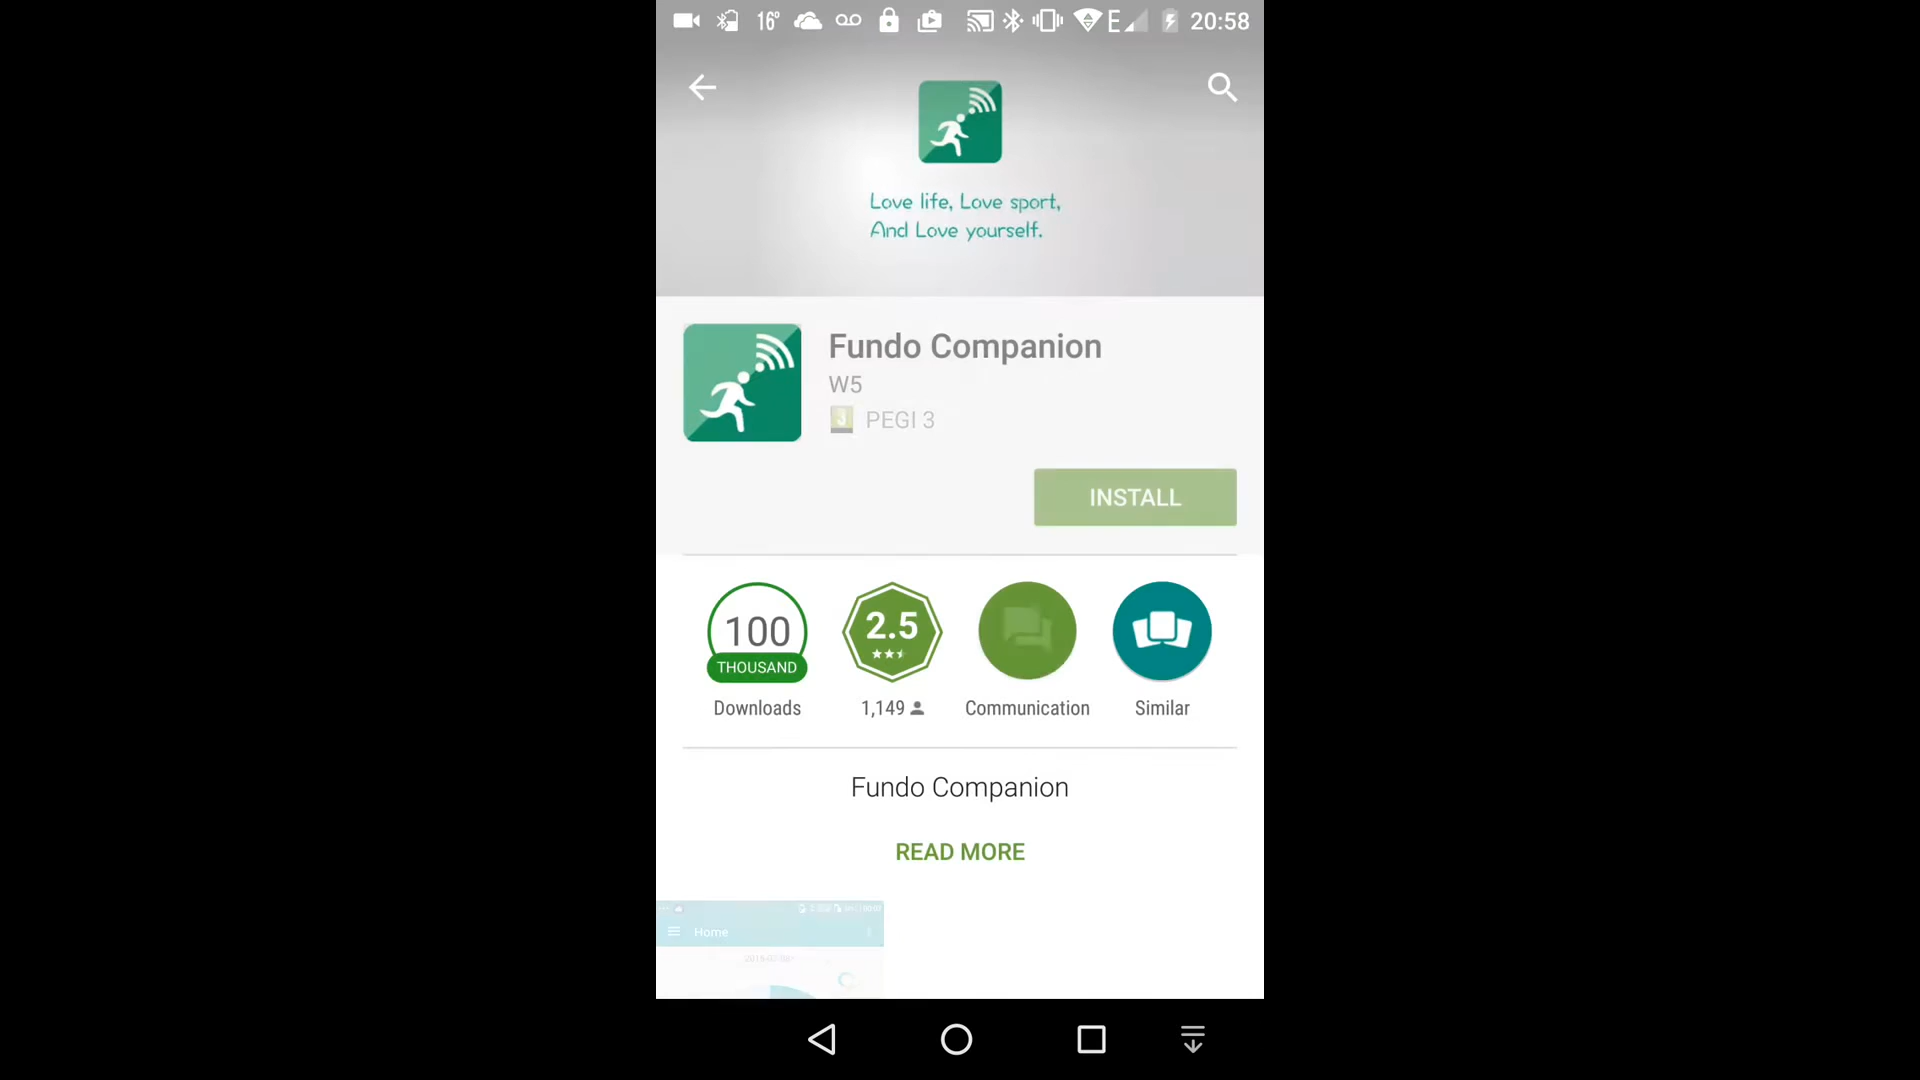 16° E 20:58
Love life, Love sport,
And Love yourself.
Fundo Companion
W5
3 PEGI 3
INSTALL
100
THOUSAND
2.5
Downloads
1,149
Communication
Similar
Fundo Companion
READ MORE
Home